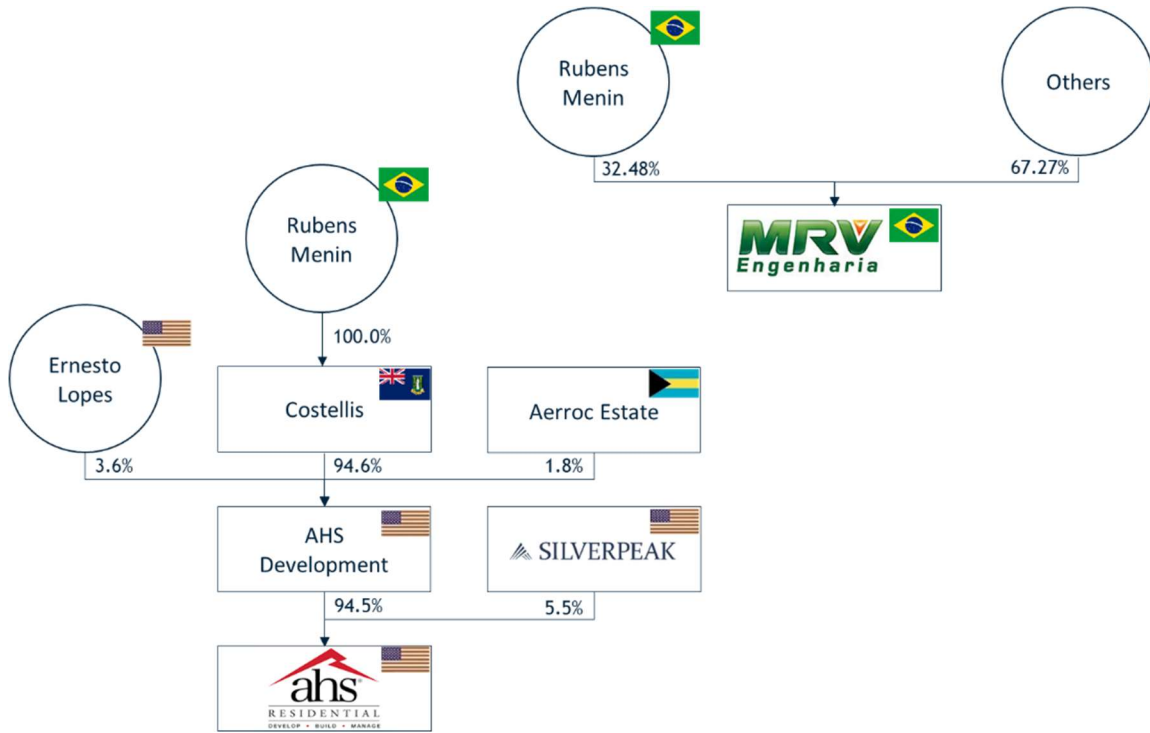 Rubens
Menin
Others
32.48%
67.27%
MRV
Engenharia
Rubens
Menin
100.0%
Ernesto
Lopes
Costellis
Aerroc Estate
3.6%
94.6%
1.8%
AHS
Development
SILVERPEAK
94.5%
5.5%
ahs
RESIDENTIAL
DEVELOP • BUILD • MANAGE